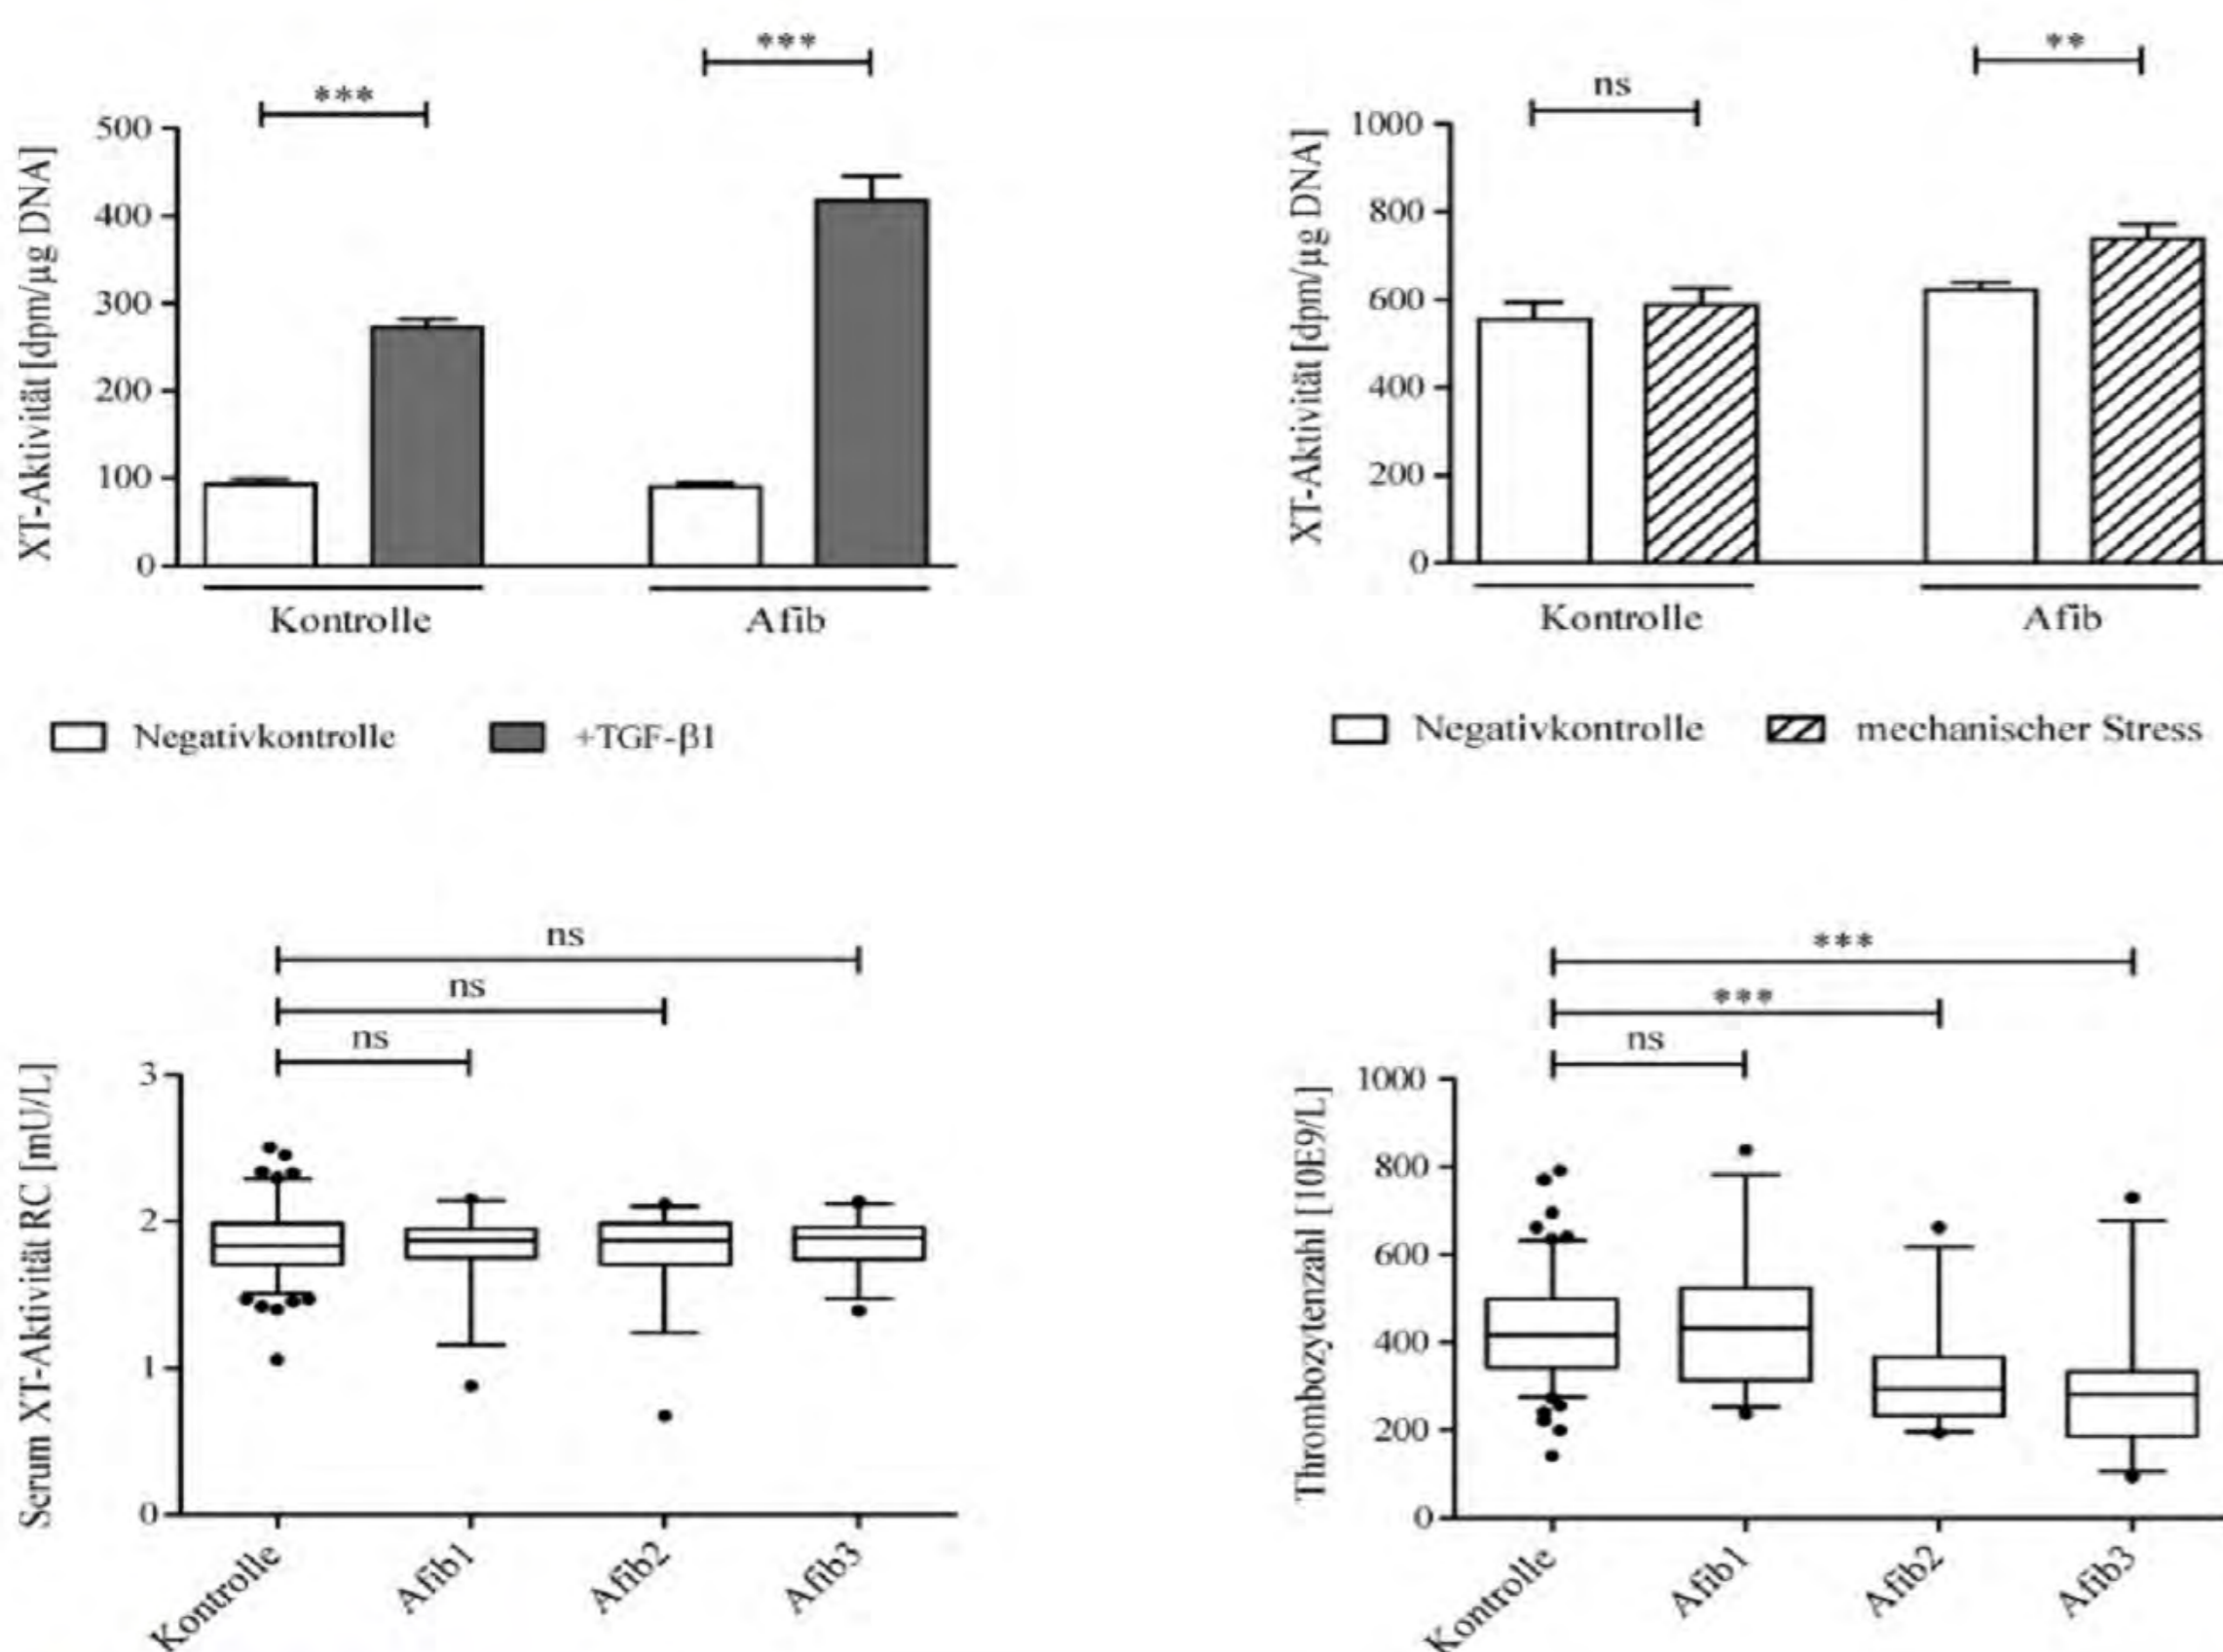 ***
***
500
400
300
200
100
0
XT-Aktivität [dpm/µg DNA]
Kontrolle
Afib
Negativkontrolle
+TGF-β1
ns
**
1000
800
600
400
200
0
XT-Aktivität [dpm/µg DNA]
Kontrolle
Afib
Negativkontrolle
mechanischer Stress
ns
ns
ns
3
2
1
0
Serum XT-Aktivität RC [mU/L]
Kontrolle
Afib1
Afib2
Afib3
***
***
ns
1000
800
600
400
200
0
Thrombozytenzahl [10E9/L]
Kontrolle
Afib1
Afib2
Afib3